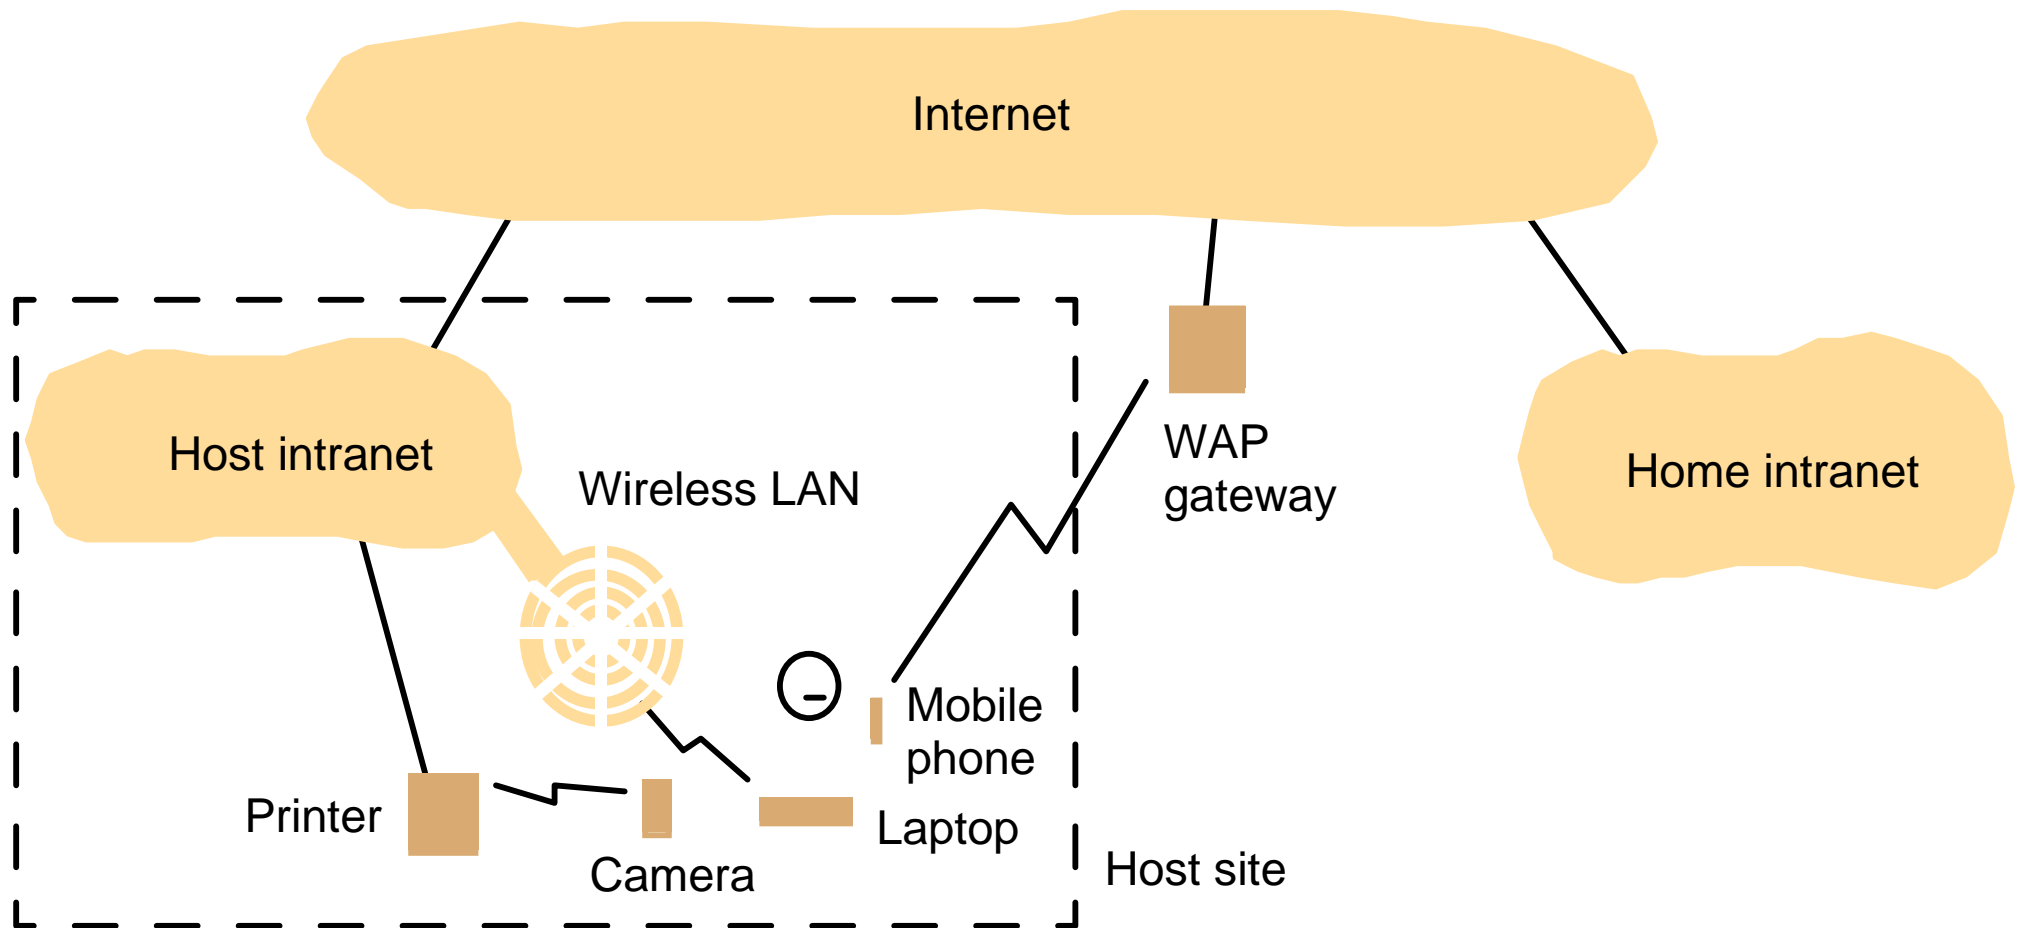 Internet
Host intranet
Wireless LAN
WAP
gateway
Home intranet
Mobile
phone
Printer
Laptop
Camera
Host site